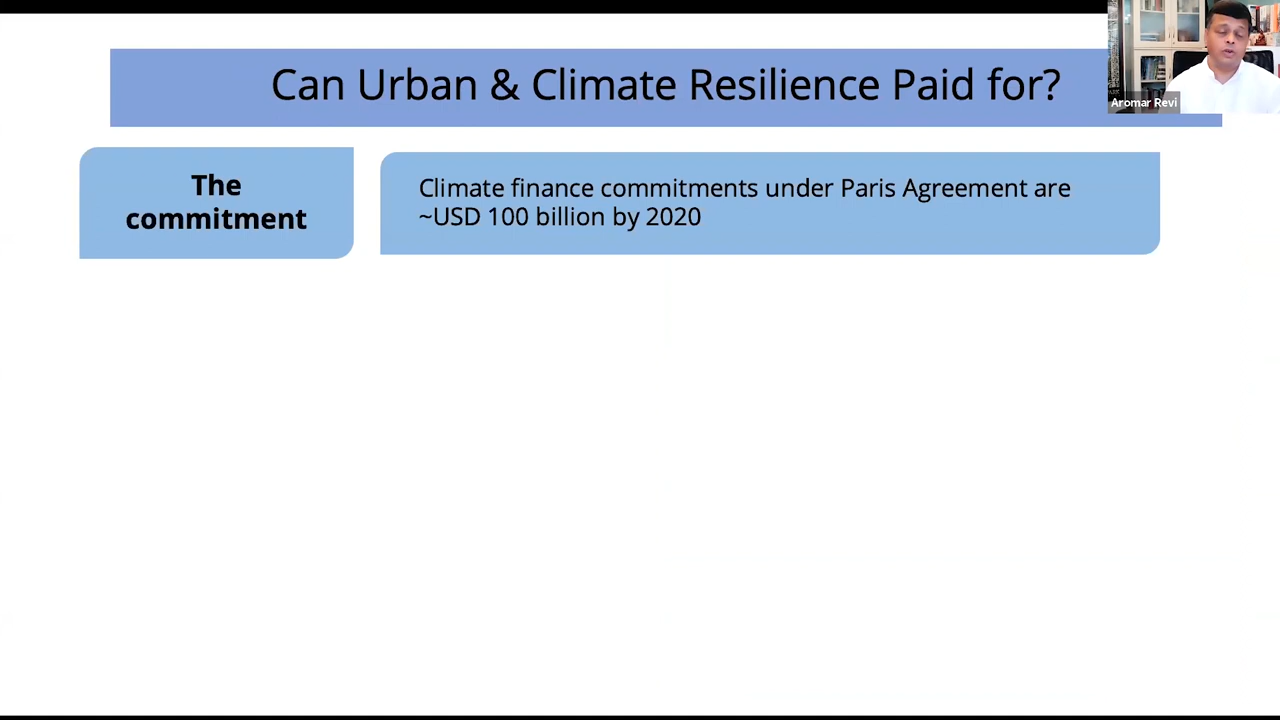 Can Urban & Climate Resilience Paid for?
Aromar Revi
The
commitment
Climate finance commitments under Paris Agreement are
~USD 100 billion by 2020